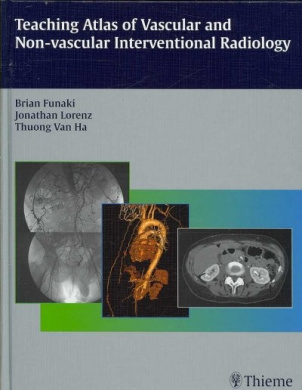 Teaching Atlas of Vascular and
Non-vascular Interventional Radiology
Brian Funaki
Jonathan Lorenz
Thuong Van Ha
Thieme